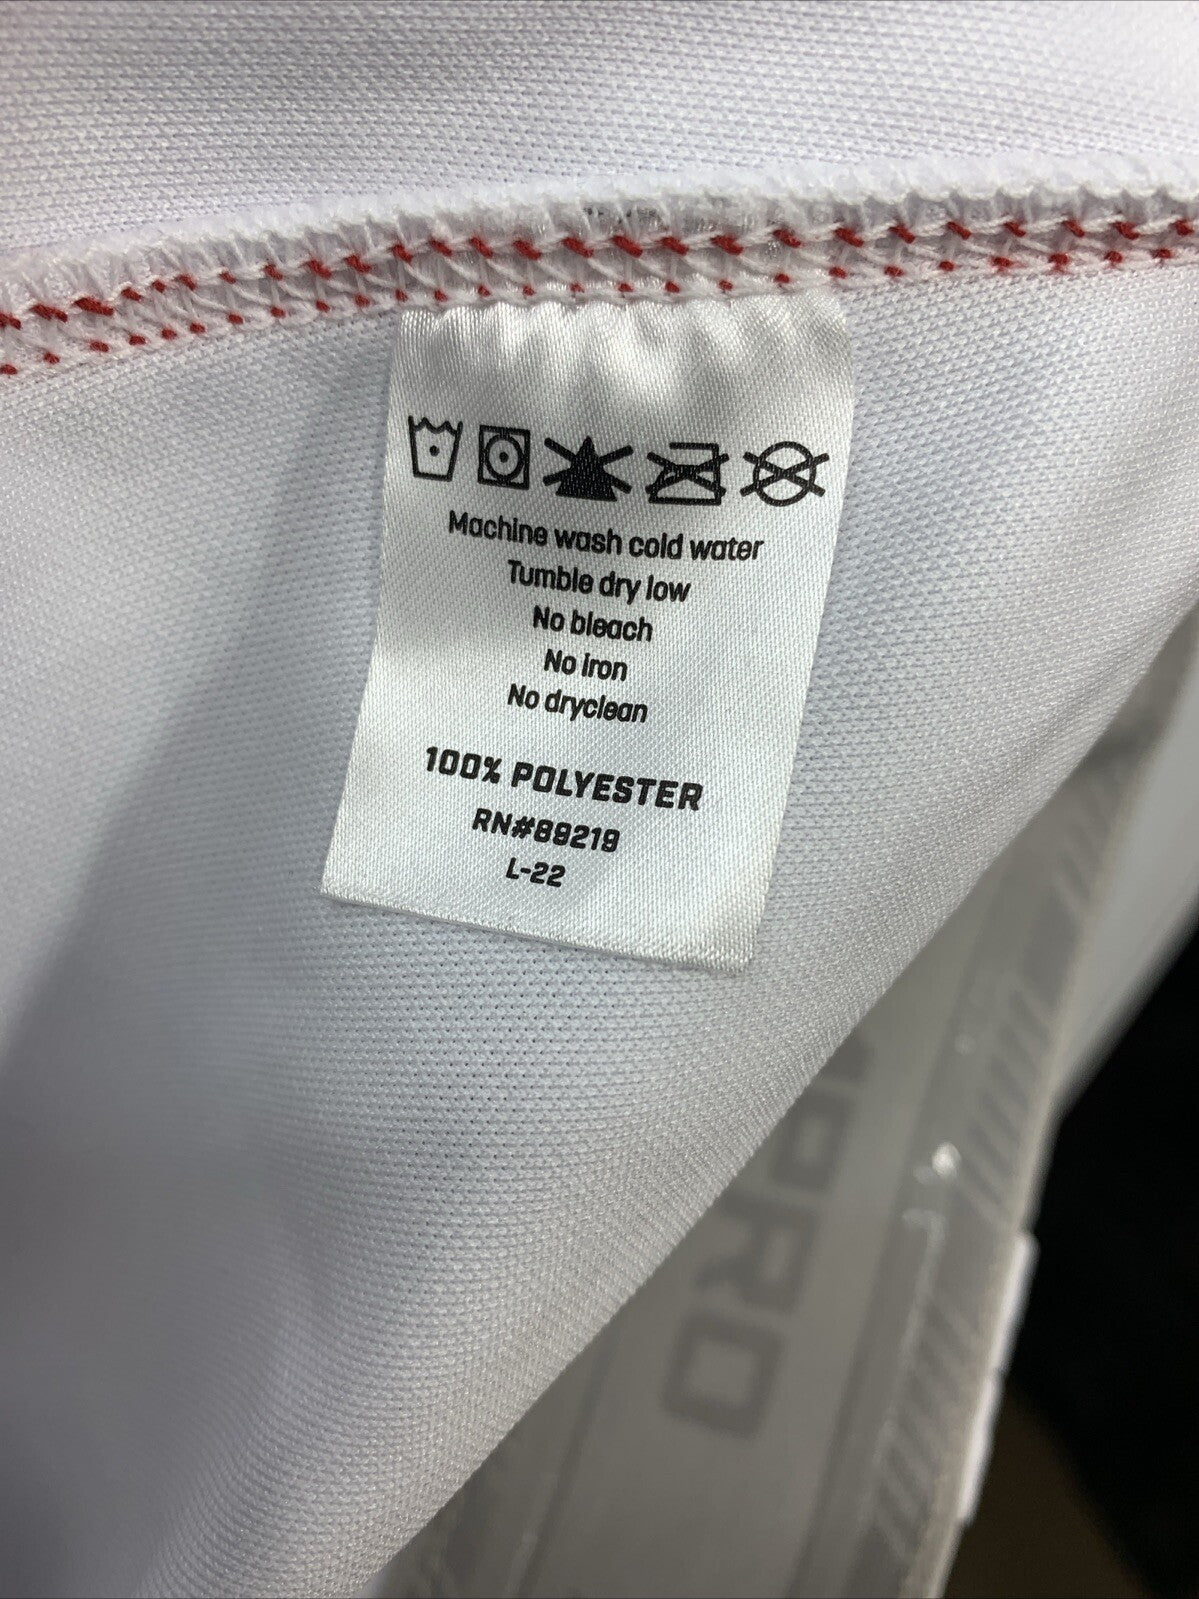 Machine wash cold water
Tumble dry low
No bleach
No iron
No dryclean
100% POLYESTER
RN#89219
L-22